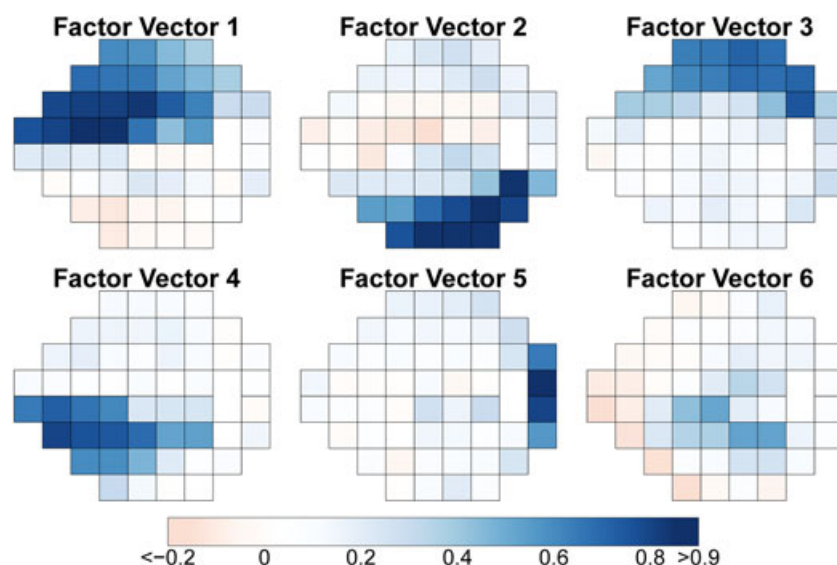 Factor Vector 1 Factor Vector 2 Factor Vector 3
Factor Vector 4 Factor Vector 5 Factor Vector 6
<−0.2 0 0.2 0.4 0.6 0.8 >0.9